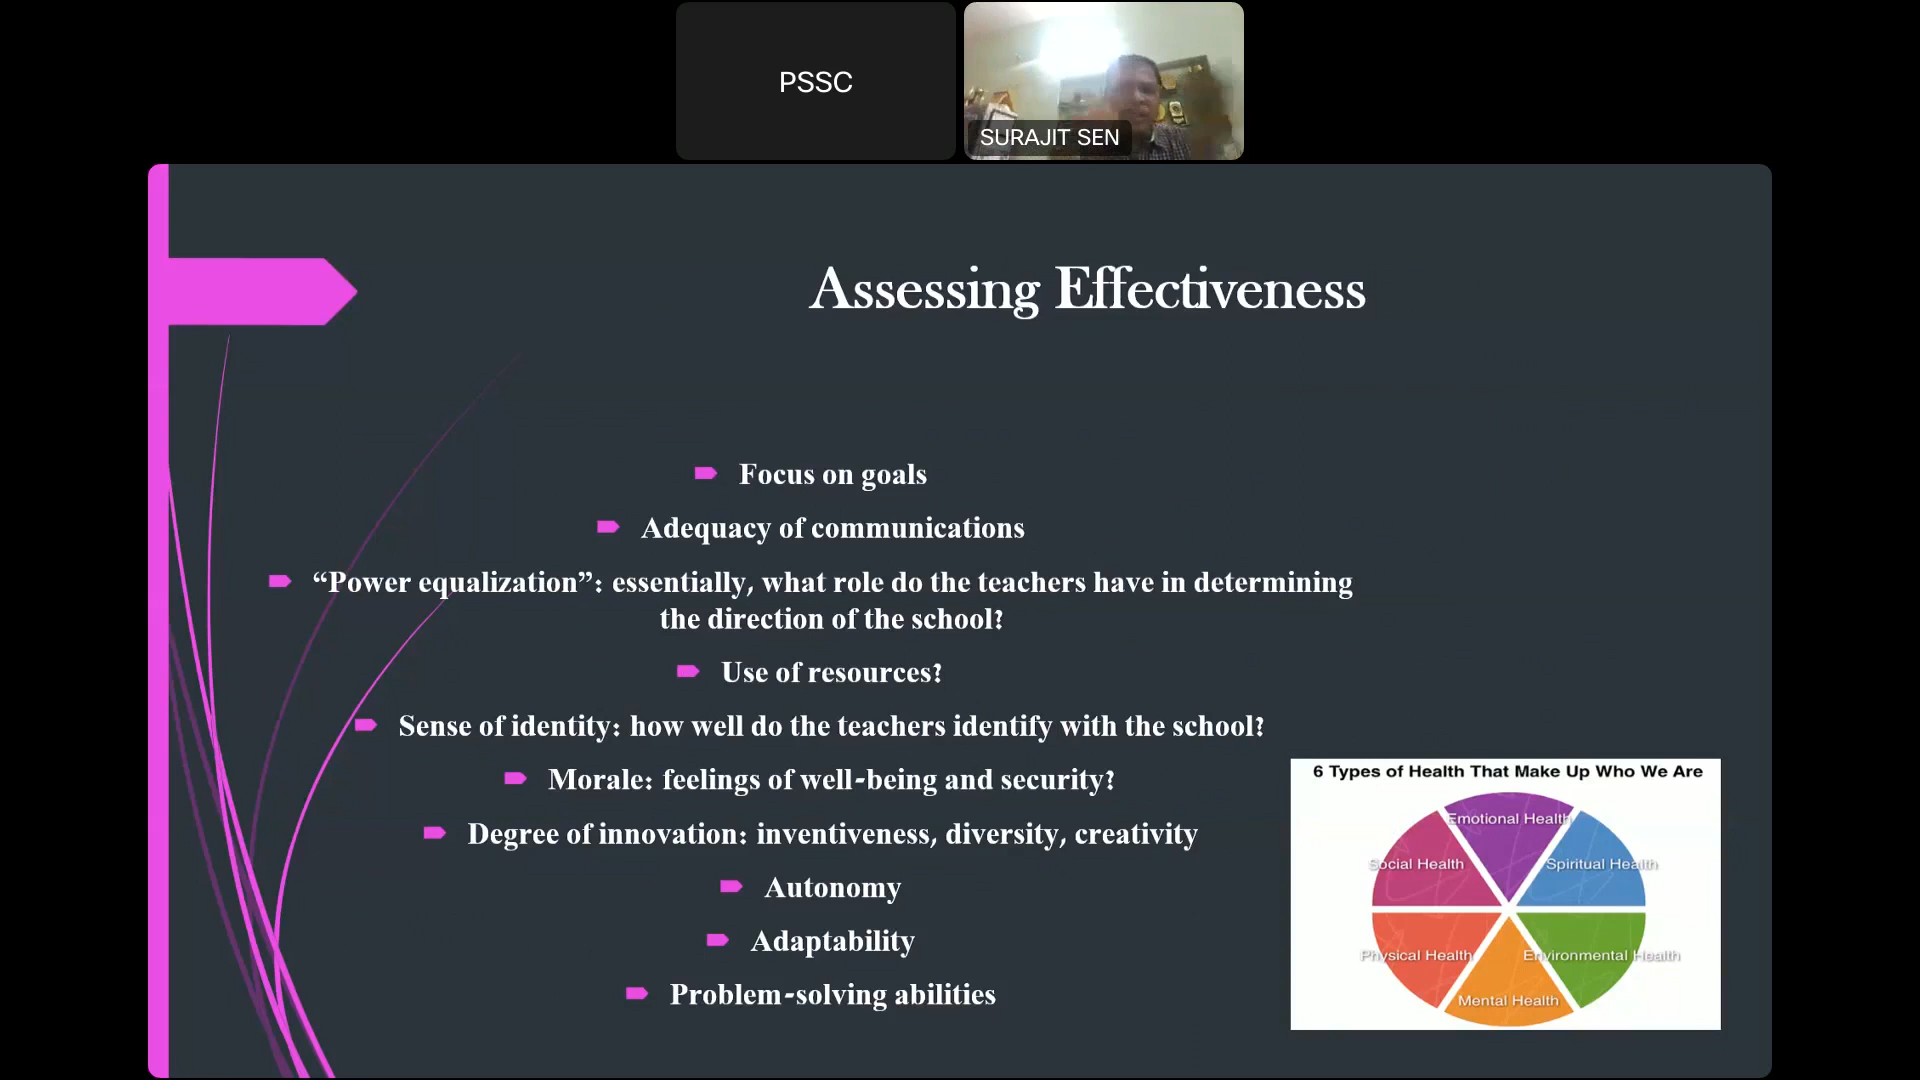 PSSC
SURAJIT SEN
Assessing Effectiveness
Focus on goals
Adequacy of communications
“Power equalization”: essentially, what role do the teachers have in determining
the direction of the school?
Use of resources?
Sense of identity: how well do the teachers identify with the school?
Morale: feelings of well-being and security?
Degree of innovation: inventiveness, diversity, creativity
Autonomy
Adaptability
Problem-solving abilities
6 Types of Health That Make Up Who We Are
Emotional Health
Social Health
Spiritual Health
Physical Health
Environmental Health
Mental Health